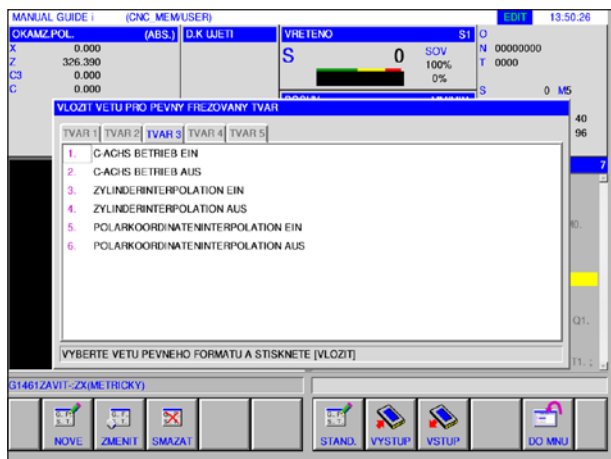 MANUAL GUIDE i (CNC_MEM/USER) EDIT 13.50.26
OKAMZ.POL. (ABS.) D.K UJETI VRETENO S1 O
X 0.000 S 0 SOV N 00000000
Z 326.390 100% T 0000
C3 0.000 0%
C 0.000 S 0 M5
VLOZIT VETU PRO PEVNY FREZOVANY TVAR
40
TVAR 1 TVAR 2 TVAR 3 TVAR 4 TVAR 5
96
1. C-ACHS BETRIEB EIN
7
2. C-ACHS BETRIEB AUS
3. ZYLINDERINTERPOLATION EIN
4. ZYLINDERINTERPOLATION AUS
5. POLARKOORDINATENINTERPOLATION EIN
6. POLARKOORDINATENINTERPOLATION AUS
Q1.
VYBERTE VETU PEVNEHO FORMATU A STISKNETE [VLOZIT]
T1. ;
G1461ZAVIT-:ZX(METRICKY)
NOVE ZMENIT SMAZAT STAND. VYSTUP VSTUP DO MNU